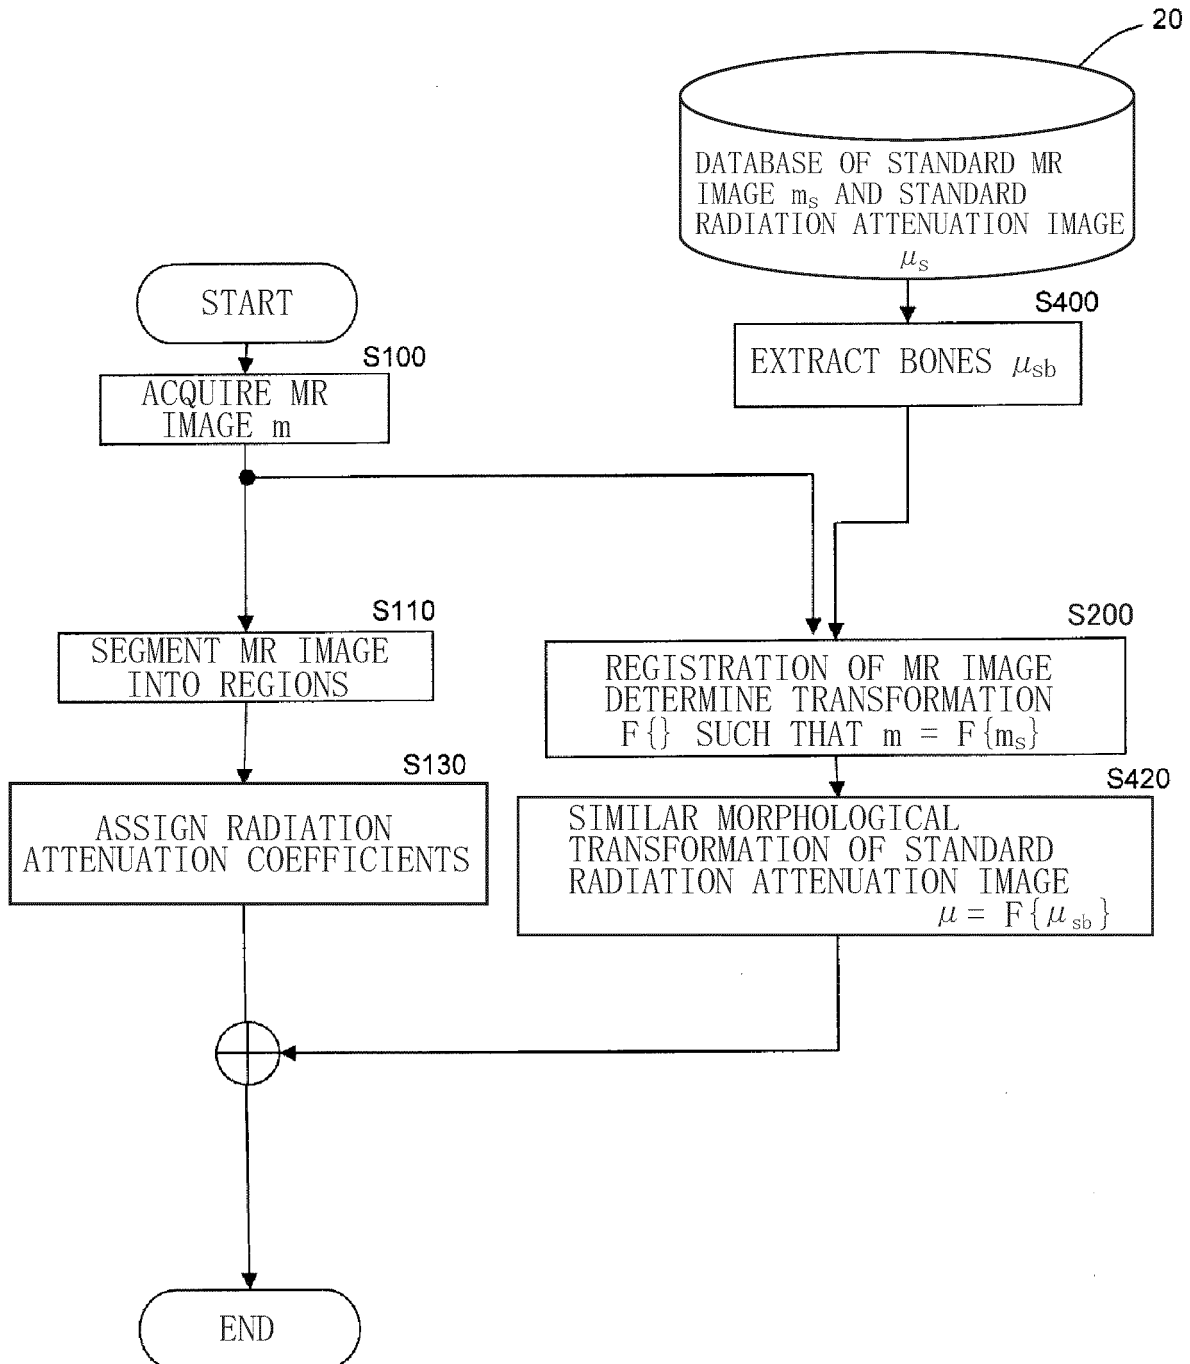 20
DATABASE OF STANDARD MR
IMAGE mₛ AND STANDARD
RADIATION ATTENUATION IMAGE
μₛ
START
S400
EXTRACT BONES μ_sb
S100
ACQUIRE MR
IMAGE m
S110
SEGMENT MR IMAGE
INTO REGIONS
S200
REGISTRATION OF MR IMAGE
DETERMINE TRANSFORMATION
F{} SUCH THAT m = F{mₛ}
S130
ASSIGN RADIATION
ATTENUATION COEFFICIENTS
S420
SIMILAR MORPHOLOGICAL
TRANSFORMATION OF STANDARD
RADIATION ATTENUATION IMAGE
μ = F{μ_sb}
END